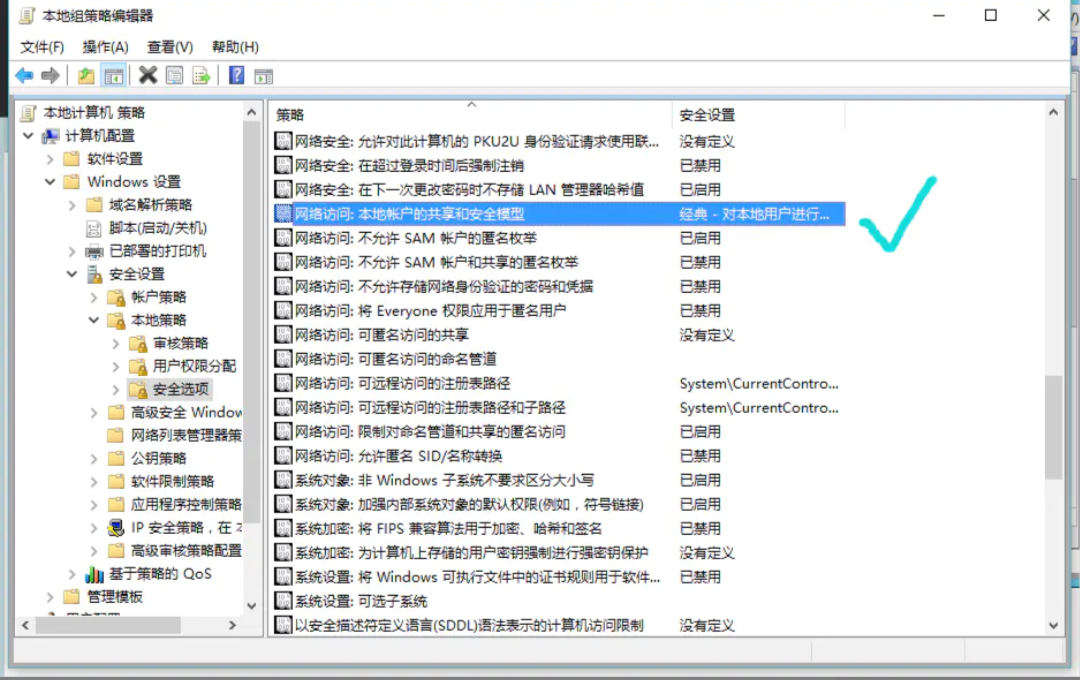 本地组策略编辑器
文件(F) 操作(A) 查看(V) 帮助(H)
本地计算机 策略
计算机配置
软件设置
Windows 设置
域名解析策略
脚本(启动/关机)
已部署的打印机
安全设置
帐户策略
本地策略
审核策略
用户权限分配
安全选项
高级安全 Window
网络列表管理器策
公钥策略
软件限制策略
应用程序控制策略
IP 安全策略，在 
高级审核策略配置
基于策略的 QoS
管理模板
策略 安全设置
网络安全: 允许对此计算机的 PKU2U 身份验证请求使用联... 没有定义
网络安全: 在超过登录时间后强制注销 已禁用
网络安全: 在下一次更改密码时不存储 LAN 管理器哈希值 已启用
网络访问: 本地帐户的共享和安全模型 经典 - 对本地用户进行...
网络访问: 不允许 SAM 帐户的匿名枚举 已启用
网络访问: 不允许 SAM 帐户和共享的匿名枚举 已禁用
网络访问: 不允许存储网络身份验证的密码和凭据 已禁用
网络访问: 将 Everyone 权限应用于匿名用户 已禁用
网络访问: 可匿名访问的共享 没有定义
网络访问: 可匿名访问的命名管道
网络访问: 可远程访问的注册表路径 System\CurrentContro...
网络访问: 可远程访问的注册表路径和子路径 System\CurrentContro...
网络访问: 限制对命名管道和共享的匿名访问 已启用
网络访问: 允许匿名 SID/名称转换 已禁用
系统对象: 非 Windows 子系统不要求区分大小写 已启用
系统对象: 加强内部系统对象的默认权限(例如，符号链接) 已启用
系统加密: 将 FIPS 兼容算法用于加密、哈希和签名 已禁用
系统加密: 为计算机上存储的用户密钥强制进行强密钥保护 没有定义
系统设置: 将 Windows 可执行文件中的证书规则用于软件... 已禁用
系统设置: 可选子系统
以安全描述符定义语言(SDDL)语法表示的计算机访问限制 没有定义